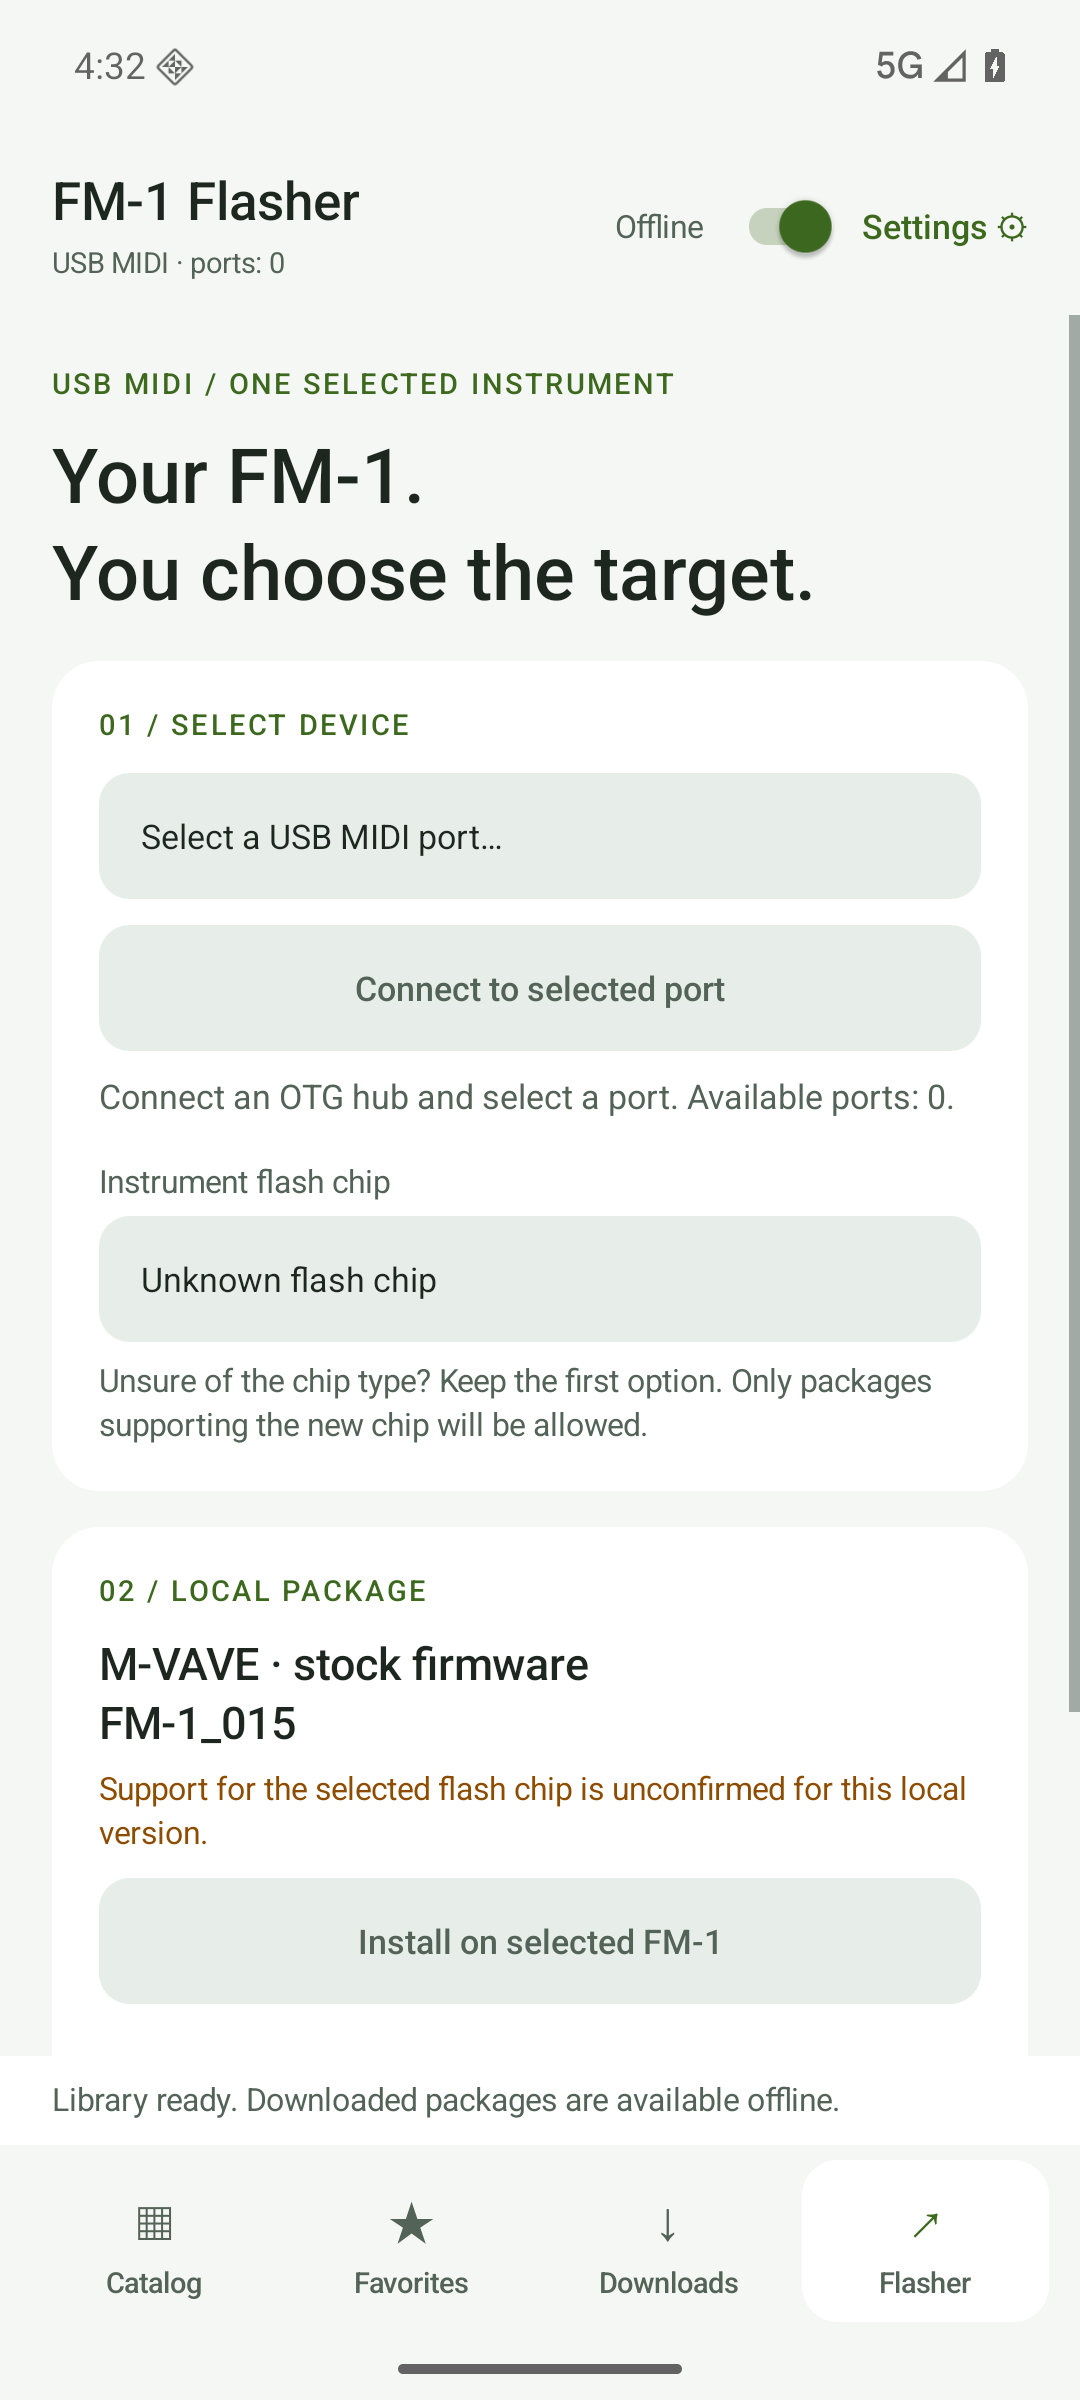 4:32
5G
FM-1 Flasher
USB MIDI · ports: 0
Offline
Settings
USB MIDI / ONE SELECTED INSTRUMENT
Your FM-1.
You choose the target.
01 / SELECT DEVICE
Select a USB MIDI port…
Connect to selected port
Connect an OTG hub and select a port. Available ports: 0.
Instrument flash chip
Unknown flash chip
Unsure of the chip type? Keep the first option. Only packages
supporting the new chip will be allowed.
02 / LOCAL PACKAGE
M-VAVE · stock firmware
FM-1_015
Support for the selected flash chip is unconfirmed for this local
version.
Install on selected FM-1
Library ready. Downloaded packages are available offline.
Catalog
Favorites
Downloads
Flasher